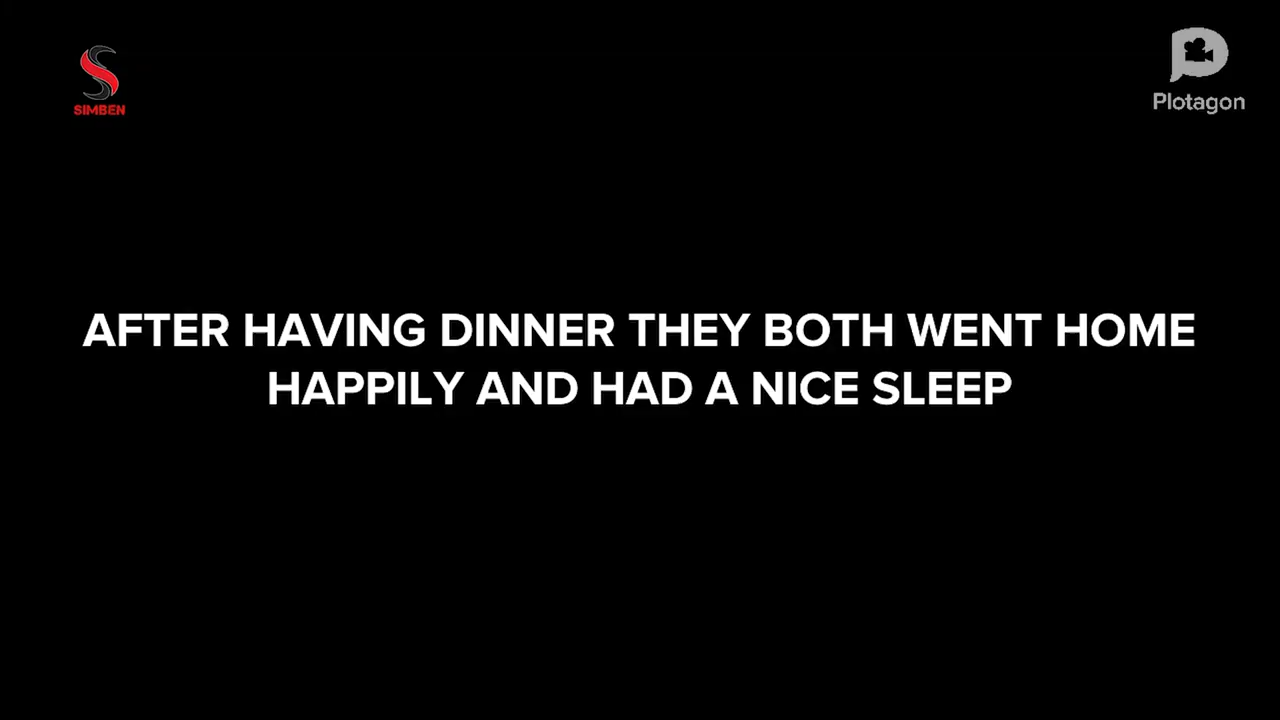 SIMBEN
Plotagon
AFTER HAVING DINNER THEY BOTH WENT HOME
HAPPILY AND HAD A NICE SLEEP